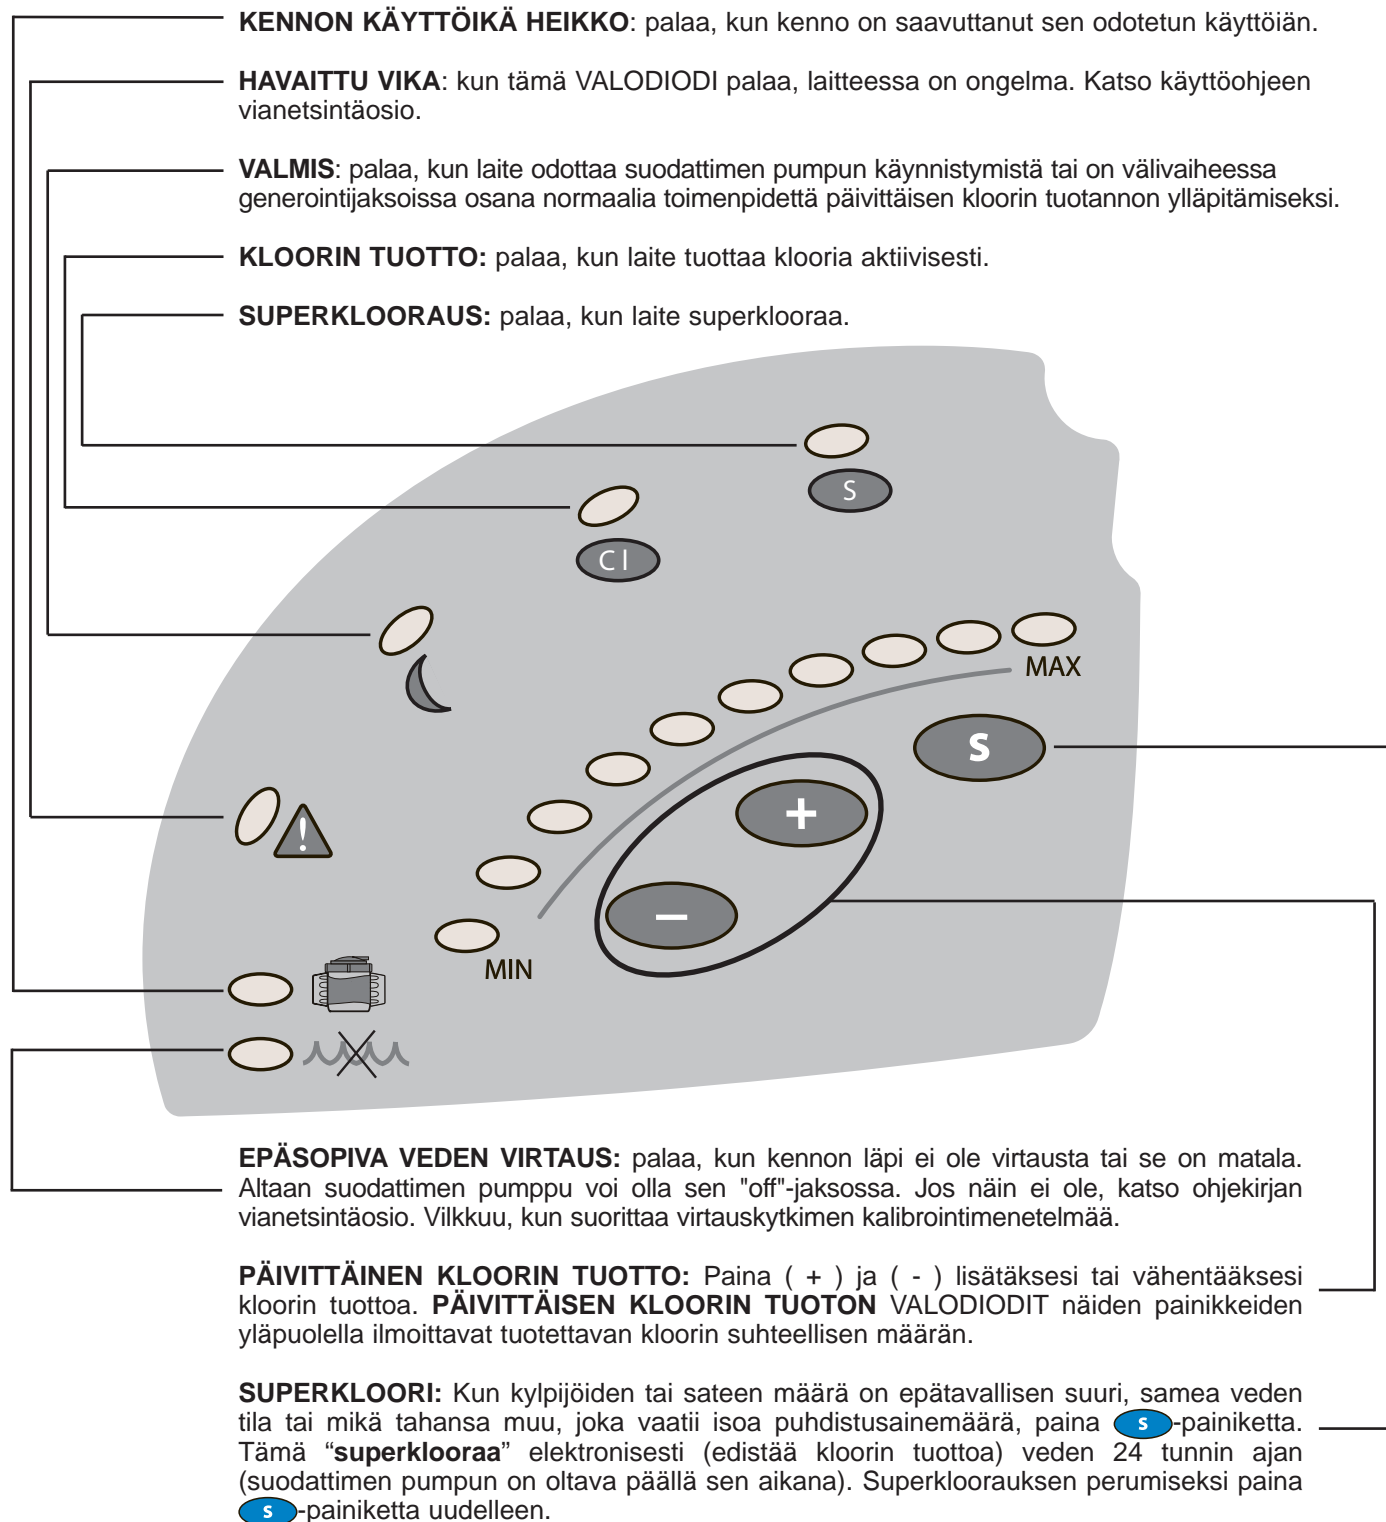 KENNON KÄYTTÖIKÄ HEIKKO: palaa, kun kenno on saavuttanut sen odotetun käyttöiän.
HAVAITTU VIKA: kun tämä VALODIODI palaa, laitteessa on ongelma. Katso käyttöohjeen
vianetsintäosio.
VALMIS: palaa, kun laite odottaa suodattimen pumpun käynnistymistä tai on välivaiheessa
generointijaksoissa osana normaalia toimenpidettä päivittäisen kloorin tuotannon ylläpitämiseksi.
KLOORIN TUOTTO: palaa, kun laite tuottaa klooria aktiivisesti.
SUPERKLOORAUS: palaa, kun laite superklooraa.
S
Cl
MAX
S
+
!
–
MIN
EPÄSOPIVA VEDEN VIRTAUS: palaa, kun kennon läpi ei ole virtausta tai se on matala.
Altaan suodattimen pumppu voi olla sen "off"-jaksossa. Jos näin ei ole, katso ohjekirjan
vianetsintäosio. Vilkkuu, kun suorittaa virtauskytkimen kalibrointimenetelmää.
PÄIVITTÄINEN KLOORIN TUOTTO: Paina ( + ) ja ( - ) lisätäksesi tai vähentääksesi
kloorin tuottoa. PÄIVITTÄISEN KLOORIN TUOTON VALODIODIT näiden painikkeiden
yläpuolella ilmoittavat tuotettavan kloorin suhteellisen määrän.
SUPERKLOORI: Kun kylpijöiden tai sateen määrä on epätavallisen suuri, samea veden
tila tai mikä tahansa muu, joka vaatii isoa puhdistusainemäärä, paina S-painiketta.
Tämä “superklooraa” elektronisesti (edistää kloorin tuottoa) veden 24 tunnin ajan
(suodattimen pumpun on oltava päällä sen aikana). Superkloorauksen perumiseksi paina
S-painiketta uudelleen.